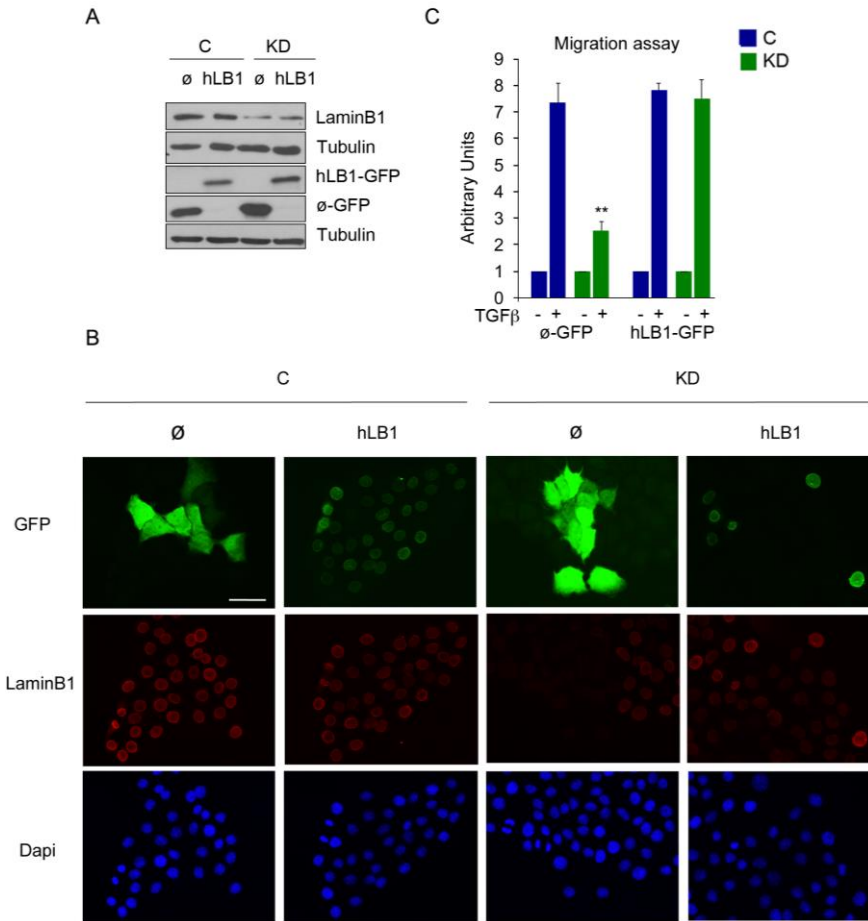 A
C KD
ø hLB1 ø hLB1
LaminB1
Tubulin
hLB1-GFP
ø-GFP
Tubulin
C
Migration assay
C
KD
Arbitrary Units
9
8
7
6
5
4
3
2
1
0
**
TGFβ - + - + - + - +
ø-GFP hLB1-GFP
B
C KD
Ø hLB1 Ø hLB1
GFP
LaminB1
Dapi